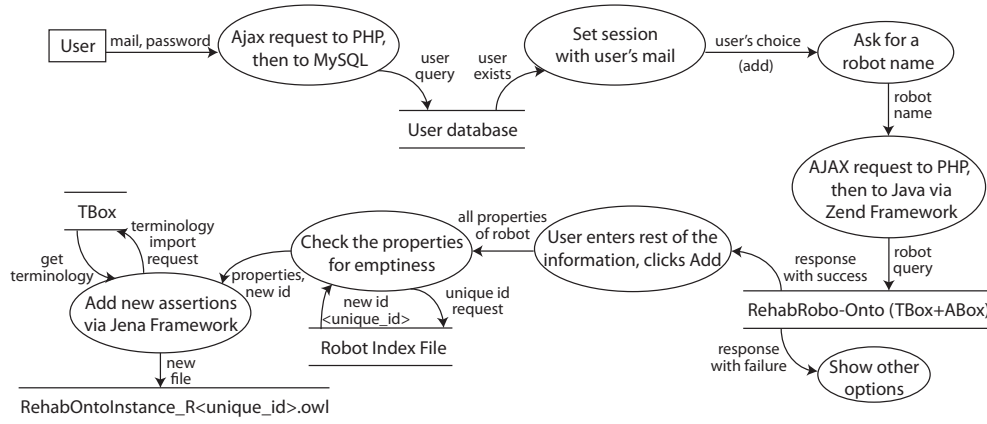 User
mail, password
Ajax request to PHP,
then to MySQL
user
query
User database
user
exists
Set session
with user's mail
user's choice
(add)
Ask for a
robot name
robot
name
AJAX request to PHP,
then to Java via
Zend Framework
robot
query
RehabRobo-Onto (TBox+ABox)
response
with success
response
with failure
Show other
options
User enters rest of the
information, clicks Add
all properties
of robot
Check the properties
for emptiness
unique id
request
Robot Index File
new id
<unique_id>
properties,
new id
Add new assertions
via Jena Framework
terminology
import
request
TBox
get
terminology
new
file
RehabOntoInstance_R<unique_id>.owl